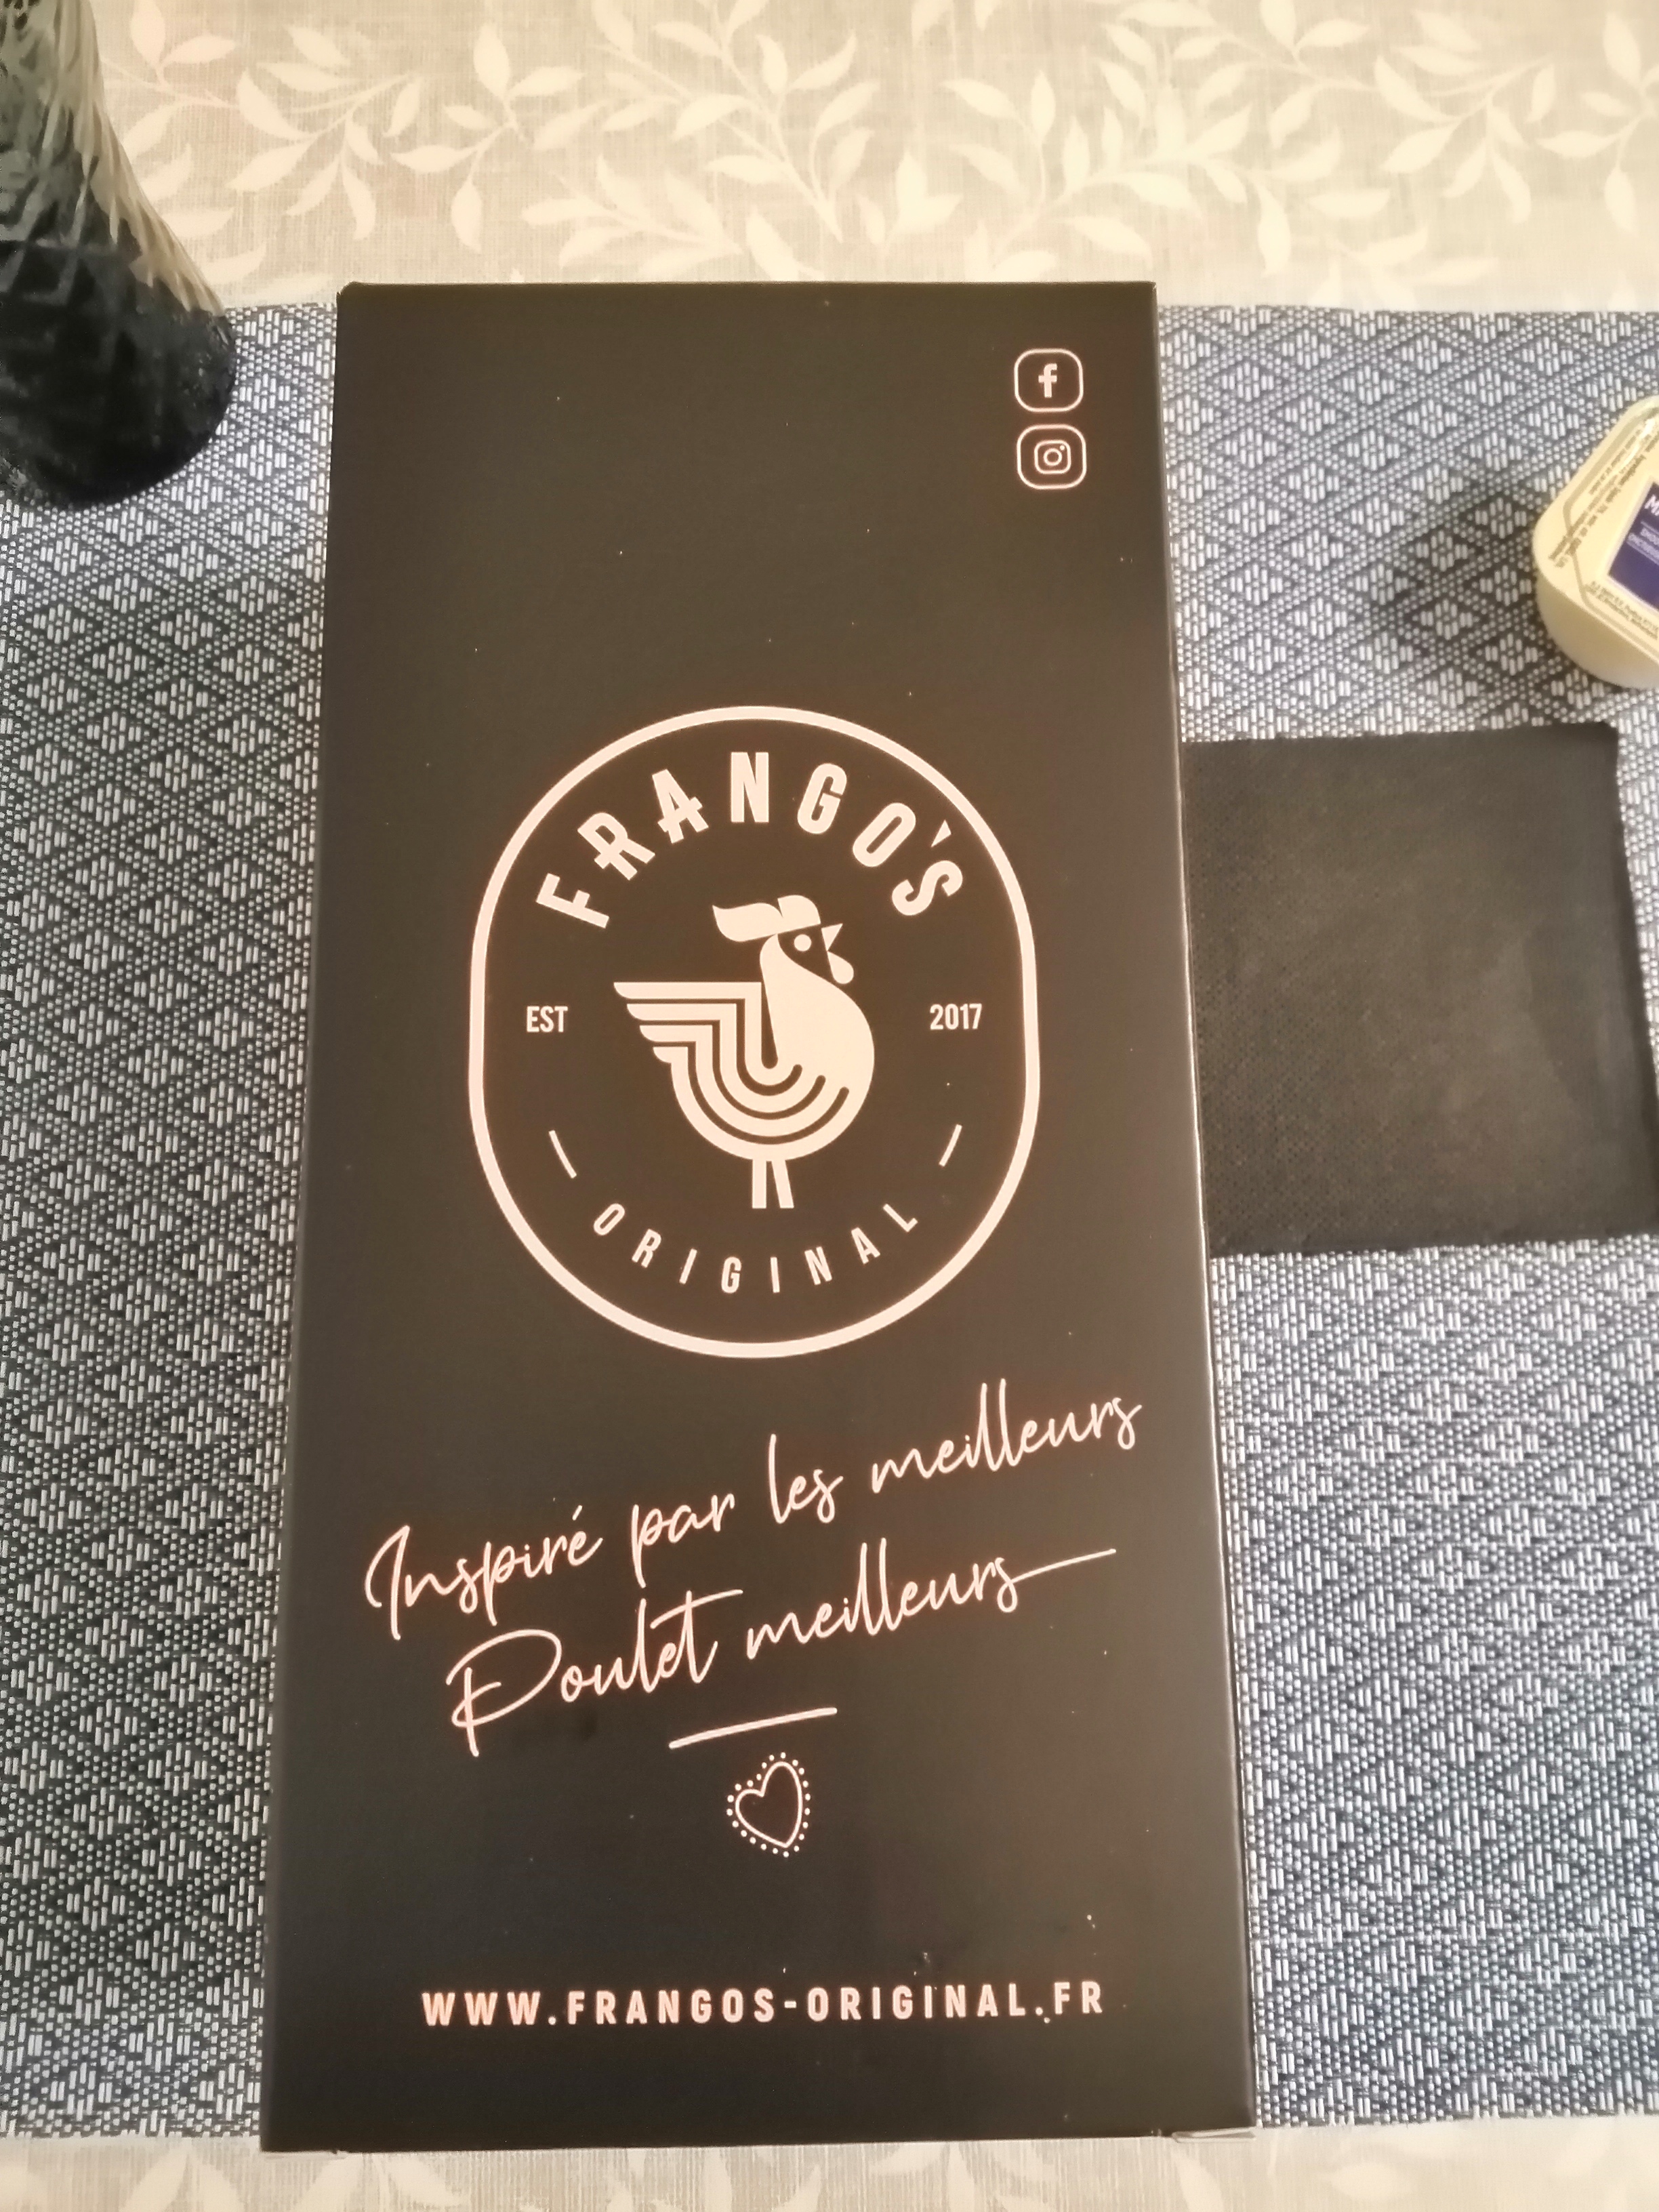 f
FRANGO'S
EST 2017
ORIGINAL
Inspiré par les meilleurs
Poulet meilleurs
WWW.FRANGOS-ORIGINAL.FR